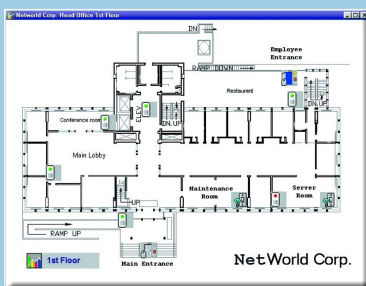 Networld Corp. Head Office 1st Floor
DN
Employee
Entrance
RAMP DOWN
Restaurant
DN.UP
Conference room
ELEV
DN.UP
Main Lobby
Maintenance
Room
Server
Room
UP
RAMP UP
1st Floor
Main Entrance
NetWorld Corp.